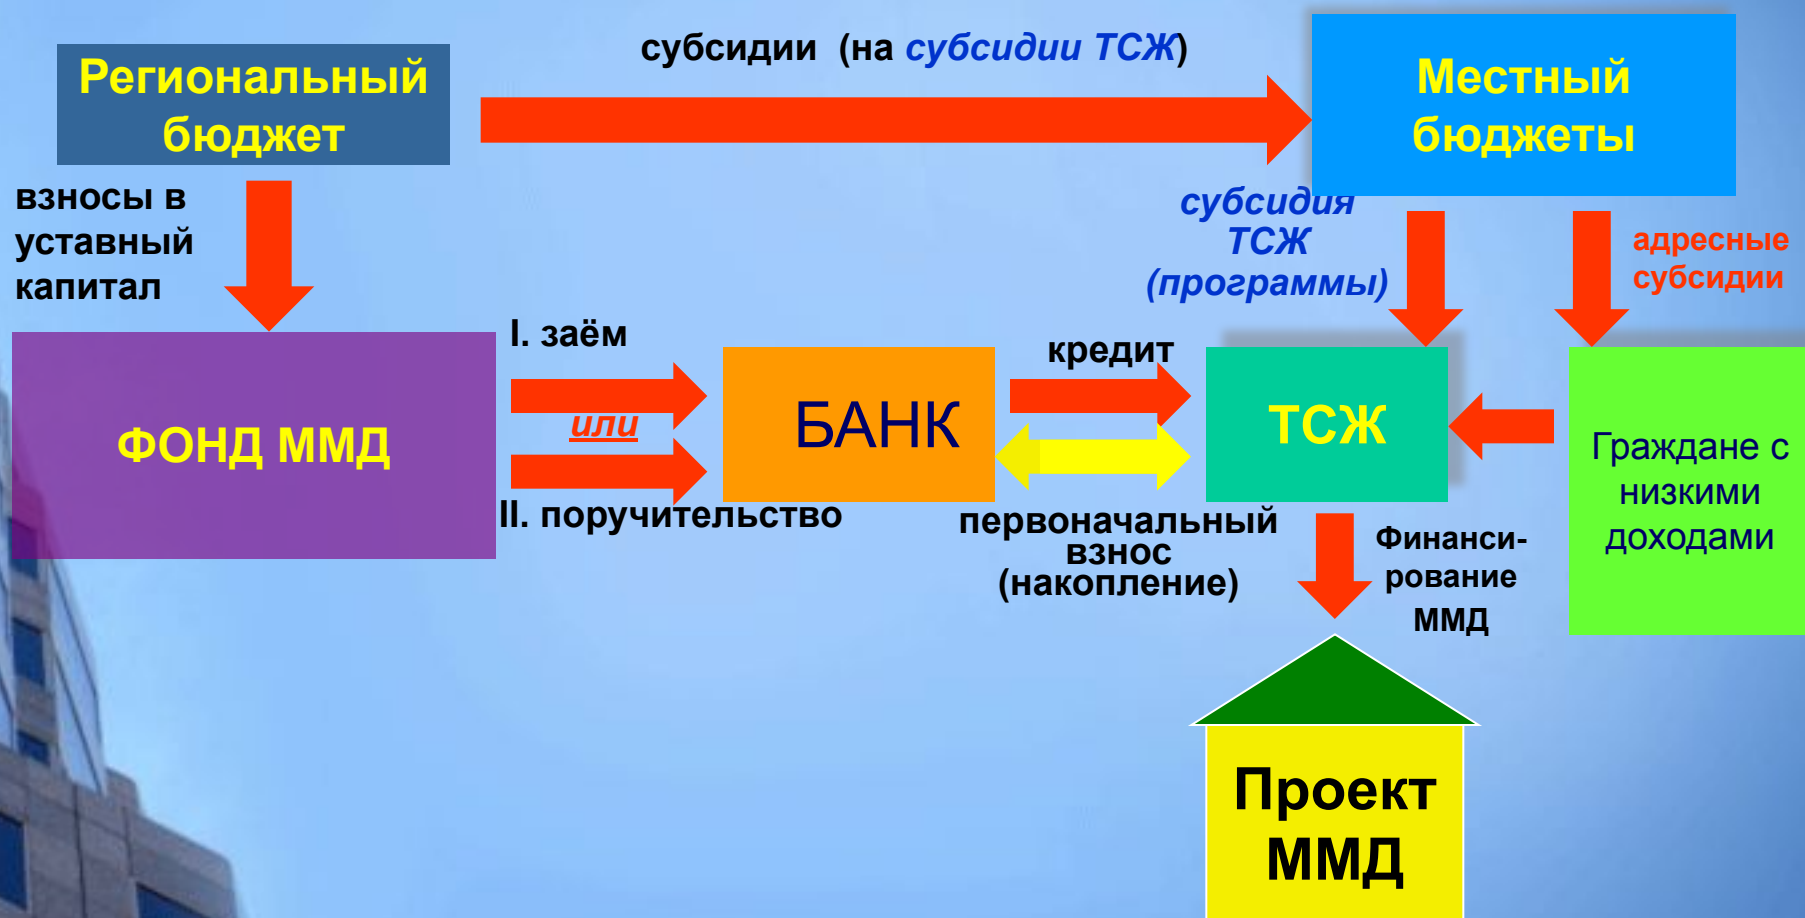 субсидии (на субсидии ТСЖ)
Региональный
бюджет
Местный
бюджеты
взносы в
уставный
капитал
субсидия
ТСЖ
(программы)
адресные
субсидии
I. заём
или
II. поручительство
ФОНД ММД
БАНК
кредит
первоначальный
взнос
(накопление)
ТСЖ
Граждане с
низкими
доходами
Финанси-
рование
ММД
Проект
ММД